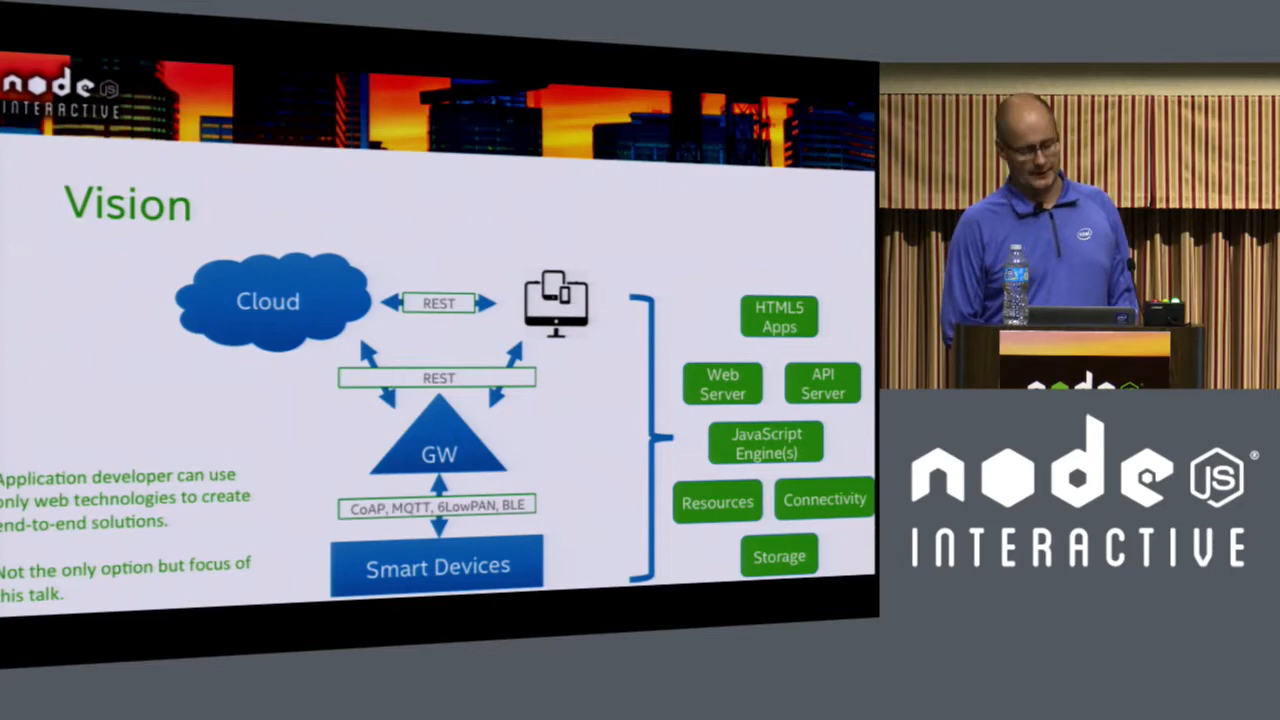 node JS
INTERACTIVE
Vision
Cloud
REST
REST
GW
CoAP, MQTT, 6LowPAN, BLE
Smart Devices
Application developer can use
only web technologies to create
end-to-end solutions.
Not the only option but focus of
this talk.
HTML5
Apps
Web
Server
API
Server
JavaScript
Engine(s)
Resources
Connectivity
Storage
intel
node JS®
INTERACTIVE